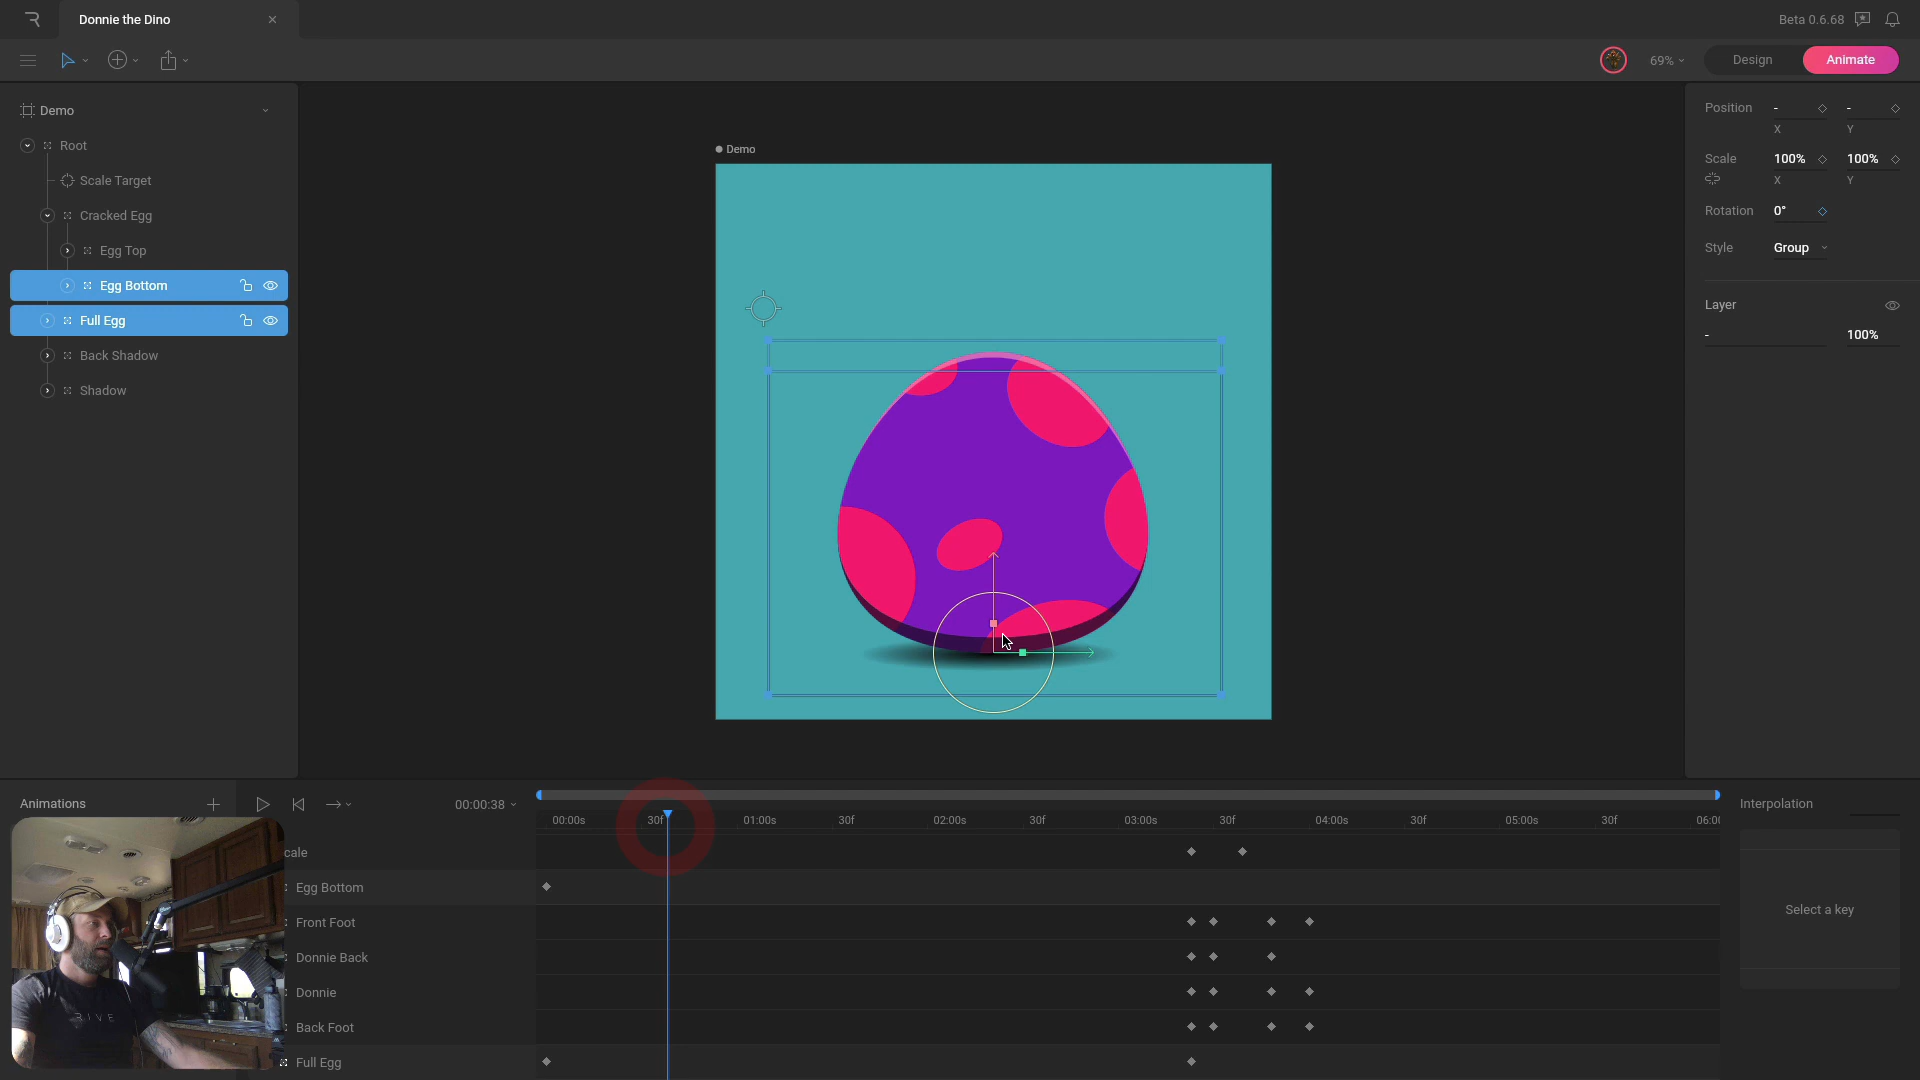 Donnie the Dino
Beta 0.6.68
69%
Design
Animate
Demo
Root
Scale Target
Cracked Egg
Egg Top
Egg Bottom
Full Egg
Back Shadow
Shadow
Demo
Position - -
X Y
Scale 100% 100%
X Y
Rotation 0°
Style Group
Layer
- 100%
Animations
00:00:38
00:00s 30f 01:00s 30f 02:00s 30f 03:00s 30f 04:00s 30f 05:00s 30f 06:00
cale
Egg Bottom
Front Foot
Donnie Back
Donnie
Back Foot
Full Egg
Interpolation
Select a key
RIVE